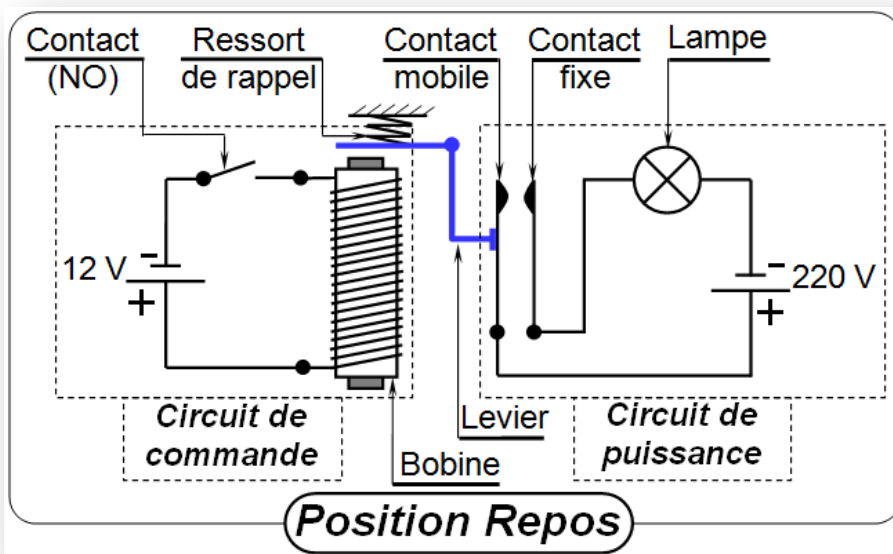 Contact
(NO)
Ressort
de rappel
Contact
mobile
Contact
fixe
Lampe
12 V
-
+
-
220 V
+
Levier
Bobine
Circuit de
commande
Circuit de
puissance
Position Repos